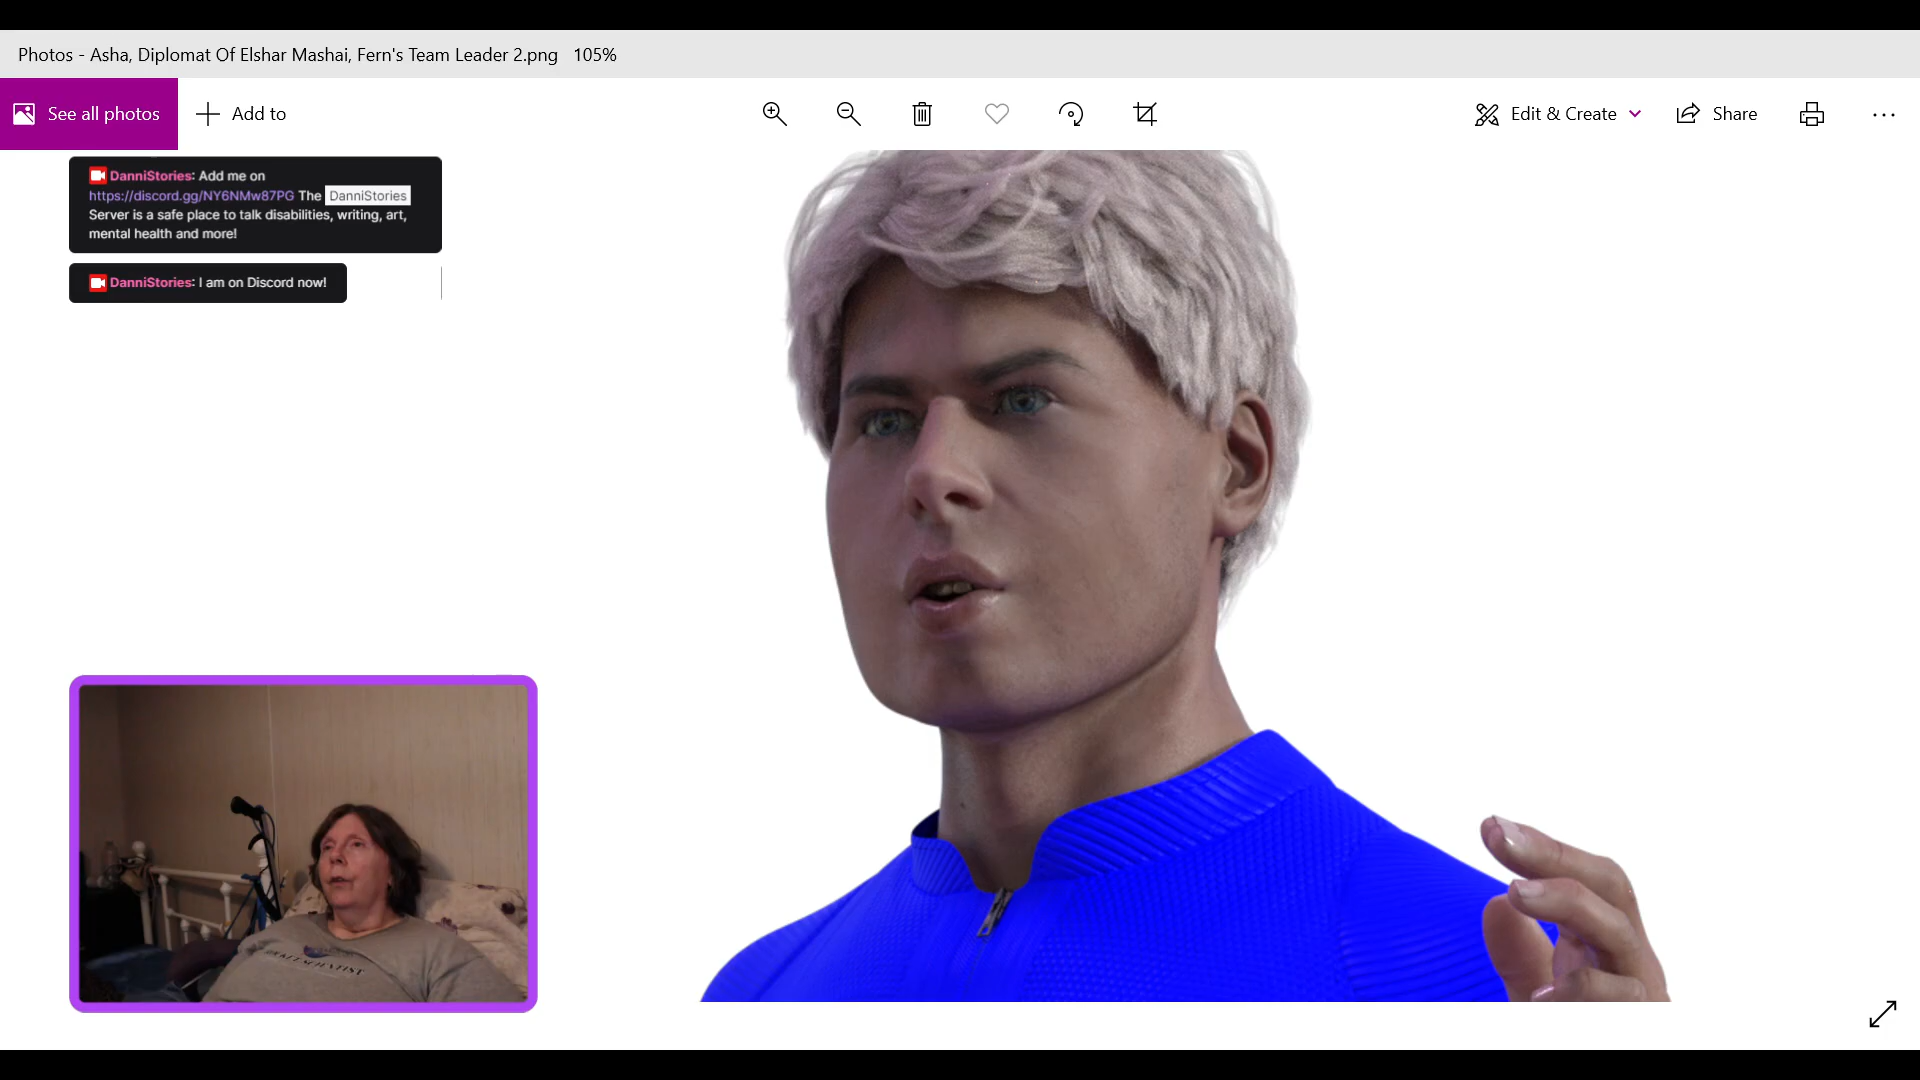 Photos - Asha, Diplomat Of Elshar Mashai, Fern's Team Leader 2.png 105%
See all photos
Add to
Edit & Create
Share
DanniStories: Add me on
https://discord.gg/NY6NMw87PG The DanniStories
Server is a safe place to talk disabilities, writing, art,
mental health and more!
DanniStories: I am on Discord now!